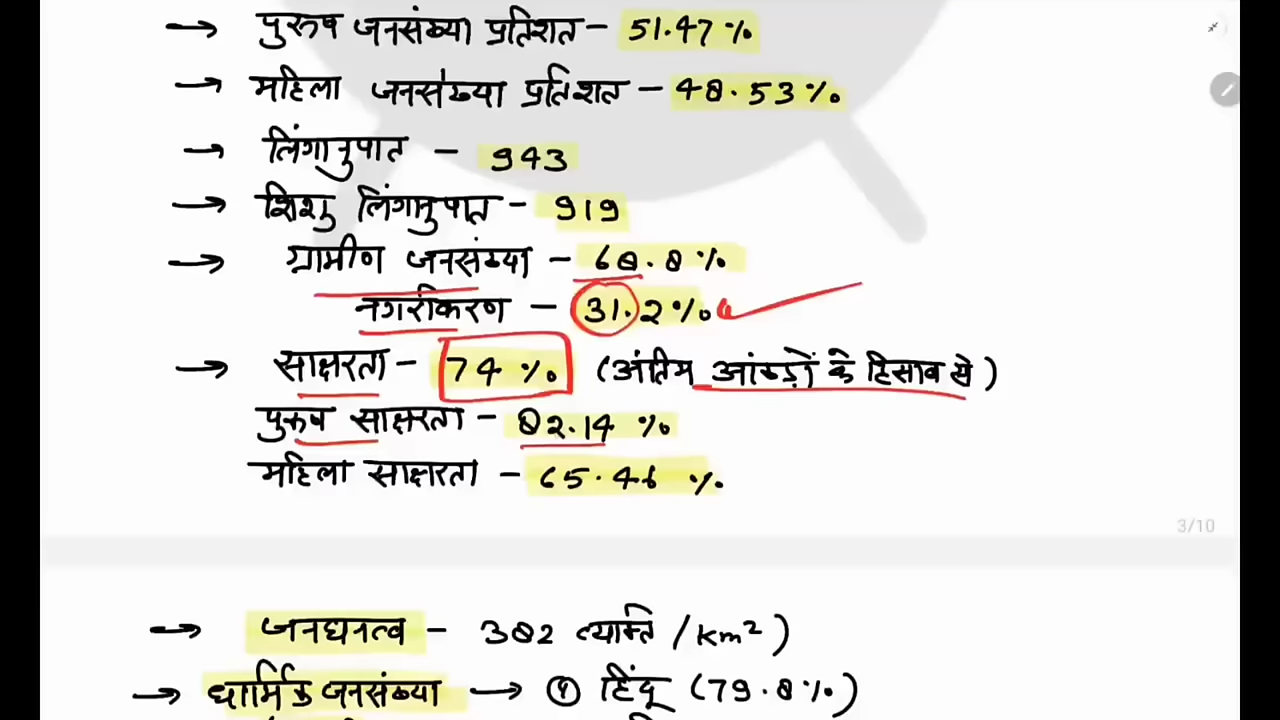 → पुरुष जनसंख्या प्रतिशत – 51.47 %
→ महिला जनसंख्या प्रतिशत – 48.53 %
→ लिंगानुपात – 943
→ शिशु लिंगानुपात – 919
→ ग्रामीण जनसंख्या – 68.8 %
नगरीकरण – 31.2 %
→ साक्षरता – 74 % (अंतिम आंकड़ों के हिसाब से)
पुरुष साक्षरता – 82.14 %
महिला साक्षरता – 65.46 %
3/10
→ जनघनत्व – 382 व्यक्ति /km²)
→ धार्मिक जनसंख्या → ① हिंदू (79.8%)